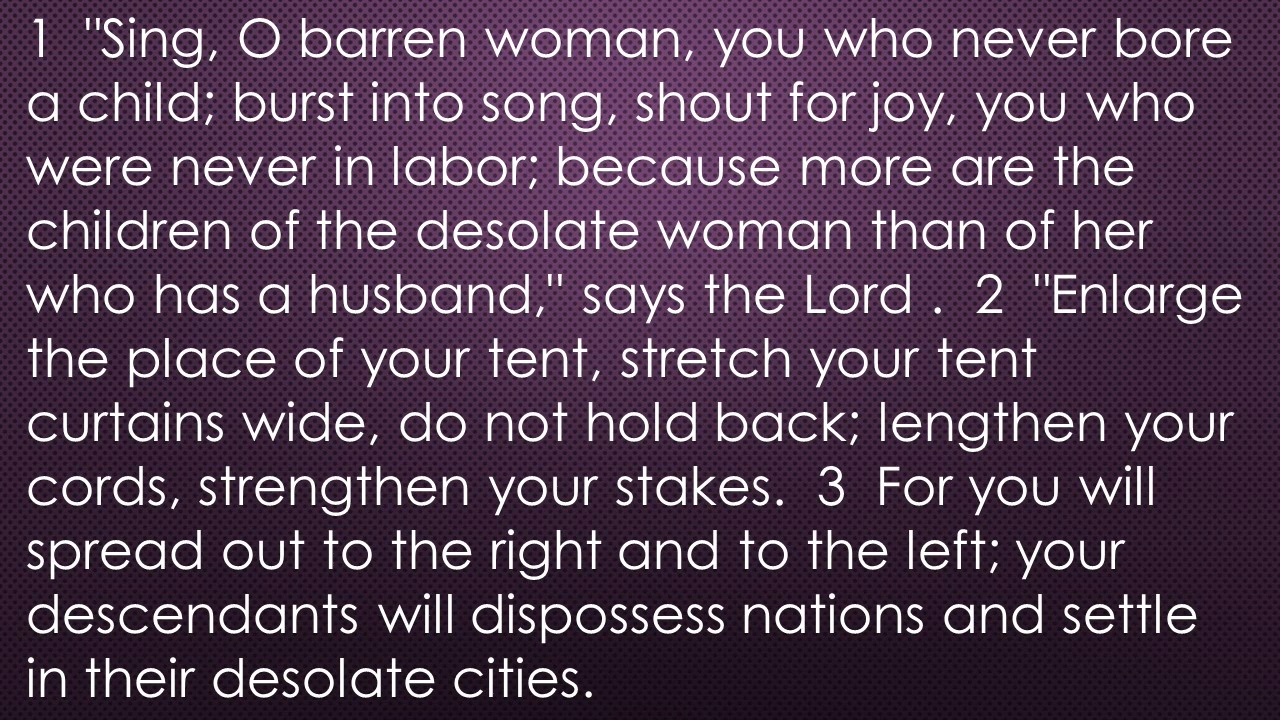 1  "Sing, O barren woman, you who never bore
a child; burst into song, shout for joy, you who
were never in labor; because more are the
children of the desolate woman than of her
who has a husband," says the Lord .  2  "Enlarge
the place of your tent, stretch your tent
curtains wide, do not hold back; lengthen your
cords, strengthen your stakes.  3  For you will
spread out to the right and to the left; your
descendants will dispossess nations and settle
in their desolate cities.